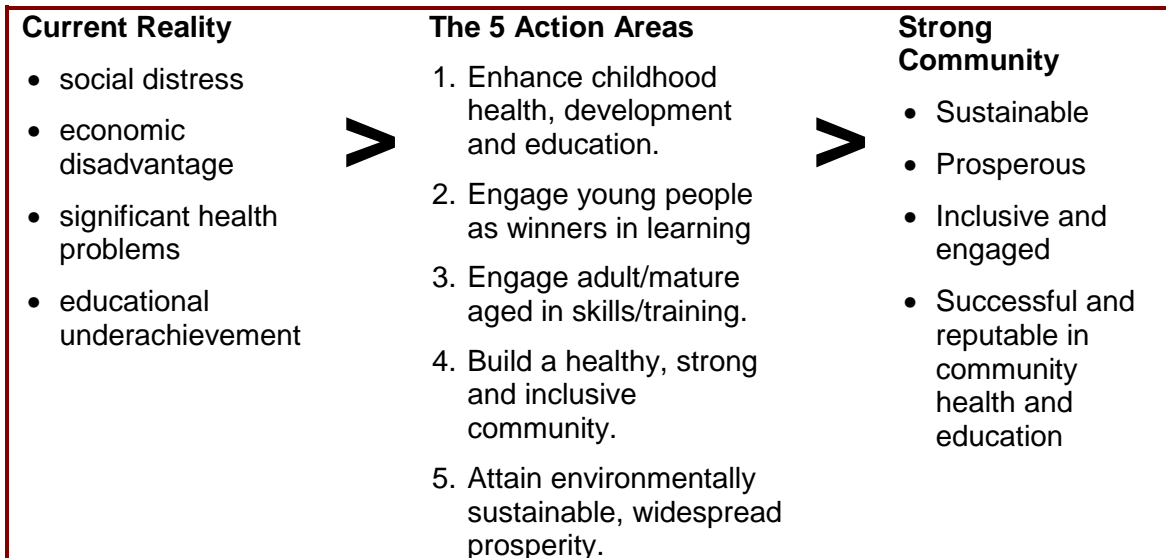 Current Reality
• social distress
• economic
disadvantage
• significant health
problems
• educational
underachievement
>
The 5 Action Areas
1. Enhance childhood
health, development
and education.
2. Engage young people
as winners in learning
3. Engage adult/mature
aged in skills/training.
4. Build a healthy, strong
and inclusive
community.
5. Attain environmentally
sustainable, widespread
prosperity.
>
Strong
Community
• Sustainable
• Prosperous
• Inclusive and
engaged
• Successful and
reputable in
community
health and
education